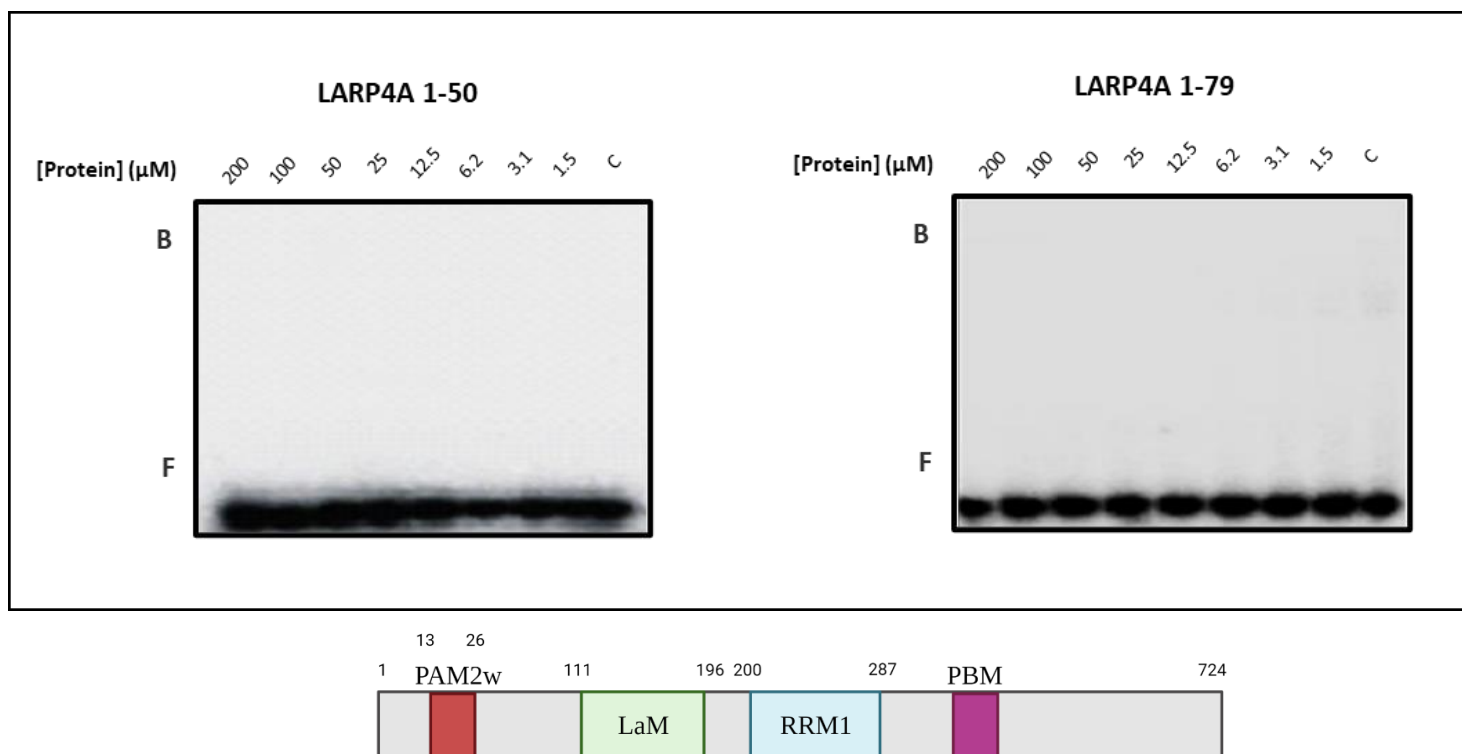 LARP4A 1-50
[Protein] (µM) 200 100 50 25 12.5 6.2 3.1 1.5 C
B
F
LARP4A 1-79
[Protein] (µM) 200 100 50 25 12.5 6.2 3.1 1.5 C
B
F
13 26
1 PAM2w 111 196 200 287 PBM 724
LaM RRM1